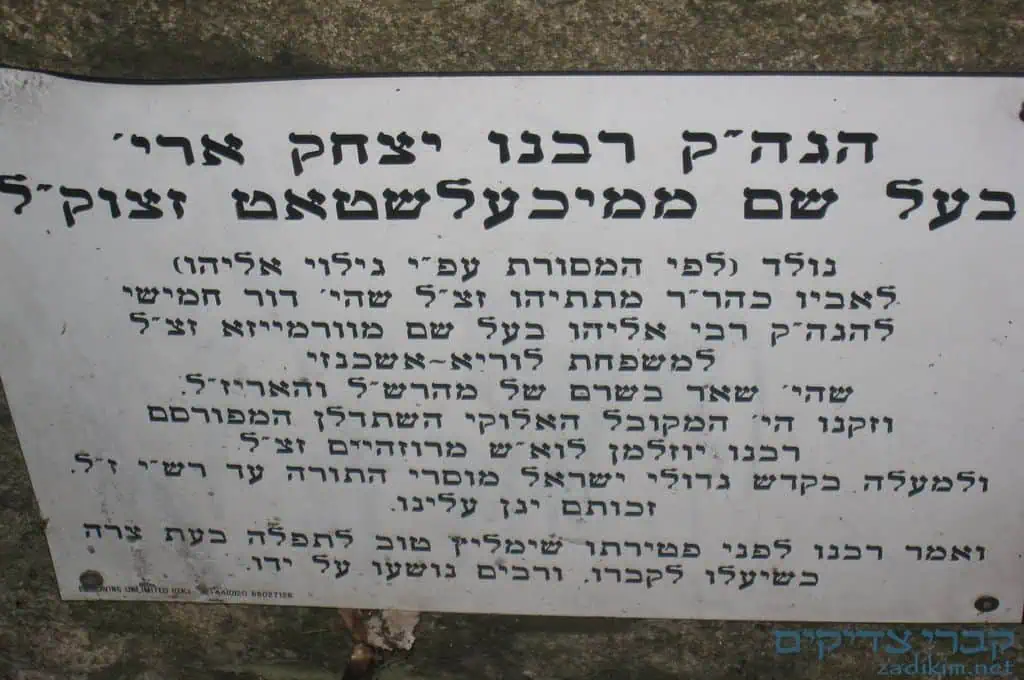 הגה״ק רבנו יצחק ארי׳
בעל שם ממיכעלשטאט זצוק״ל
נולד (לפי המסורת עפ״י גילוי אליהו)
לאביו כהר״ר מתתיהו זצ״ל שהי׳ דור חמישי
להגה״ק רבי אליהו בעל שם מוורמייזא זצ״ל
למשפחת לוריא~אשכנזי
שהי׳ שאר בשרם של מהרש״ל והאריז״ל.
וזקנו הי׳ המקובל האלוקי השתדלן המפורסם
רבנו יוזלמן לוא״ש מרוזהיים זצ״ל.
ולמעלה בקדש גדולי ישראל מוסרי התורה עד רש״י ז״ל.
זכותם יגן עלינו.
ואמר רבנו לפני פטירתו שימליץ טוב לתפלה בעת צרה
כשיעלו לקברו. ורבים נושעו על ידו.
UNLIMITED
קברי צדיקים
zadikim.net